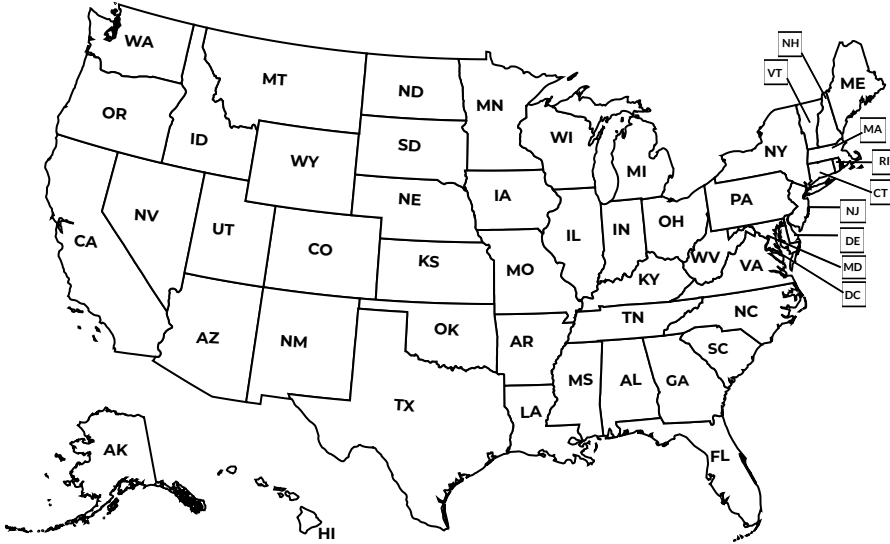 WA
MT
ND
MN
OR
ID
WY
SD
WI
MI
NH
VT
ME
NY
MA
RI
CT
NV
UT
CO
NE
IA
IL
IN
OH
PA
NJ
DE
MD
DC
CA
KS
MO
KY
WV
VA
AZ
NM
OK
AR
TN
NC
SC
TX
LA
MS
AL
GA
FL
AK
HI